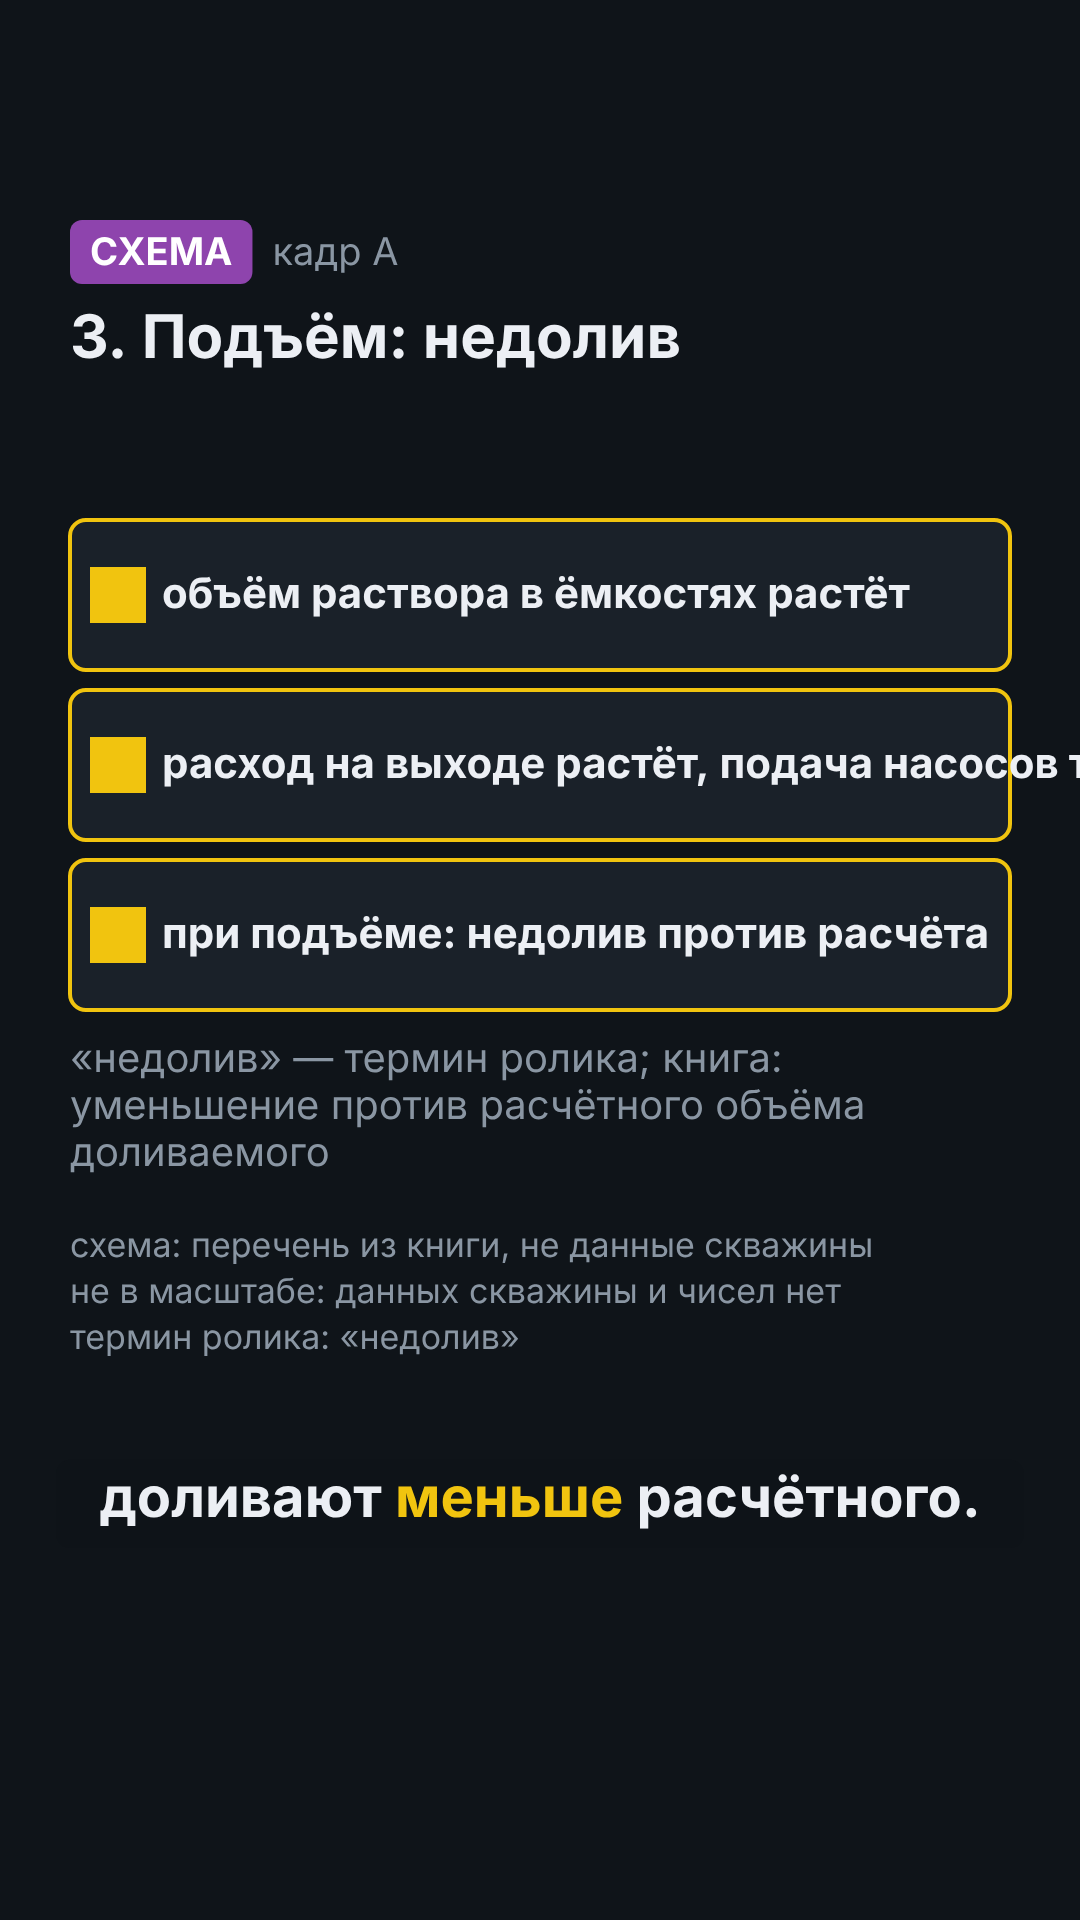 СХЕМА кадр А
3. Подъём: недолив
объём раствора в ёмкостях растёт
расход на выходе растёт, подача насосов
при подъёме: недолив против расчёта
«недолив» — термин ролика; книга:
уменьшение против расчётного объёма
доливаемого
схема: перечень из книги, не данные скважины
не в масштабе: данных скважины и чисел нет
термин ролика: «недолив»
доливают меньше расчётного.